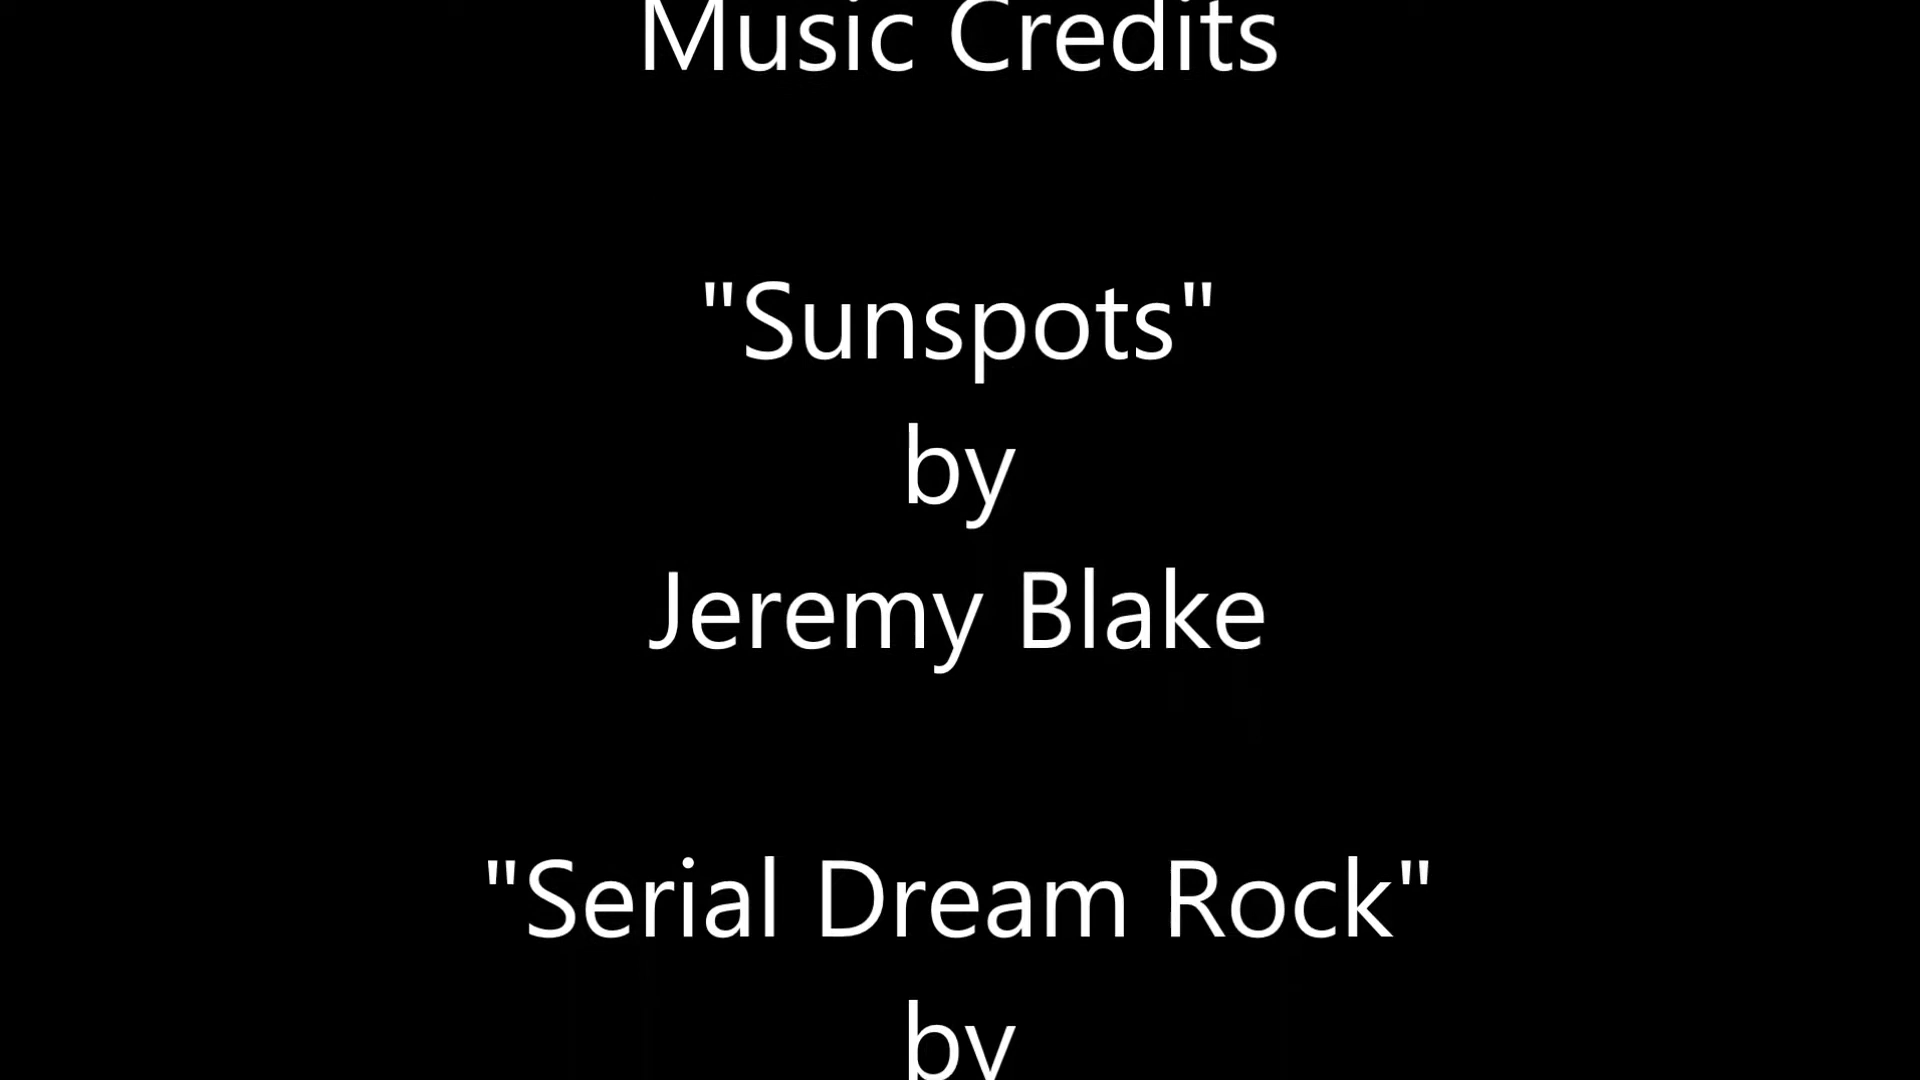 Music Credits
"Sunspots"
by
Jeremy Blake
"Serial Dream Rock"
by